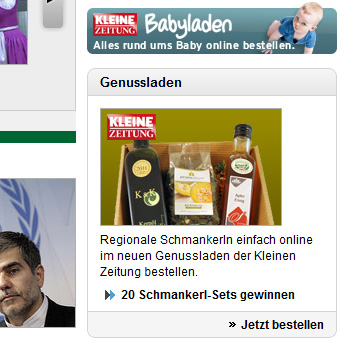 KLEINE
ZEITUNG
Babyladen
Alles rund ums Baby online bestellen.
Genussladen
KLEINE
ZEITUNG
K K
Regionale Schmankerln einfach online
im neuen Genussladen der Kleinen
Zeitung bestellen.
20 Schmankerl-Sets gewinnen
» Jetzt bestellen